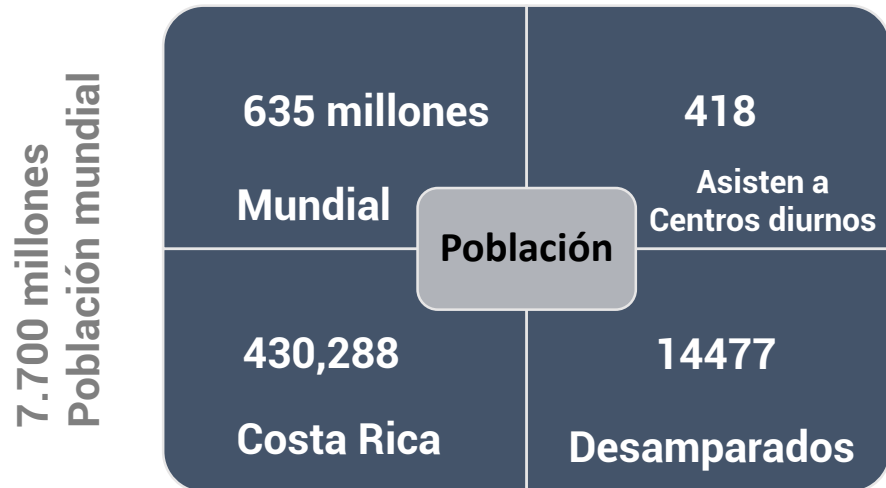 7.700 millones
Población mundial
635 millones
Mundial
418
Asisten a
Centros diurnos
Población
430,288
Costa Rica
14477
Desamparados